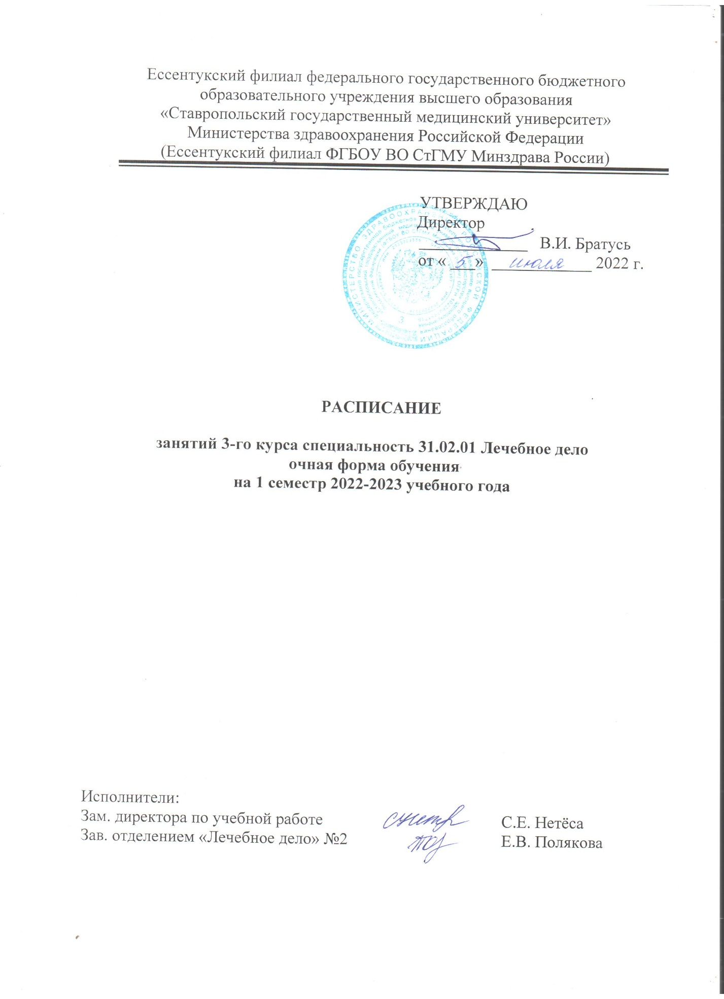 Ессентукский филиал федерального государственного бюджетного
образовательного учреждения высшего образования
«Ставропольский государственный медицинский университет»
Министерства здравоохранения Российской Федерации
(Ессентукский филиал ФГБОУ ВО СтГМУ Минздрава России)
УТВЕРЖДАЮ
Директор
В.И. Братусь
от « 5 » июля 2022 г.
МИНИСТЕРСТВО ЗДРАВООХРАНЕНИЯ РОССИЙСКОЙ ФЕДЕРАЦИИ
3
РАСПИСАНИЕ
занятий 3-го курса специальность 31.02.01 Лечебное дело
очная форма обучения
на 1 семестр 2022-2023 учебного года
Исполнители:
Зам. директора по учебной работе С.Е. Нетёса
Зав. отделением «Лечебное дело» №2 Е.В. Полякова